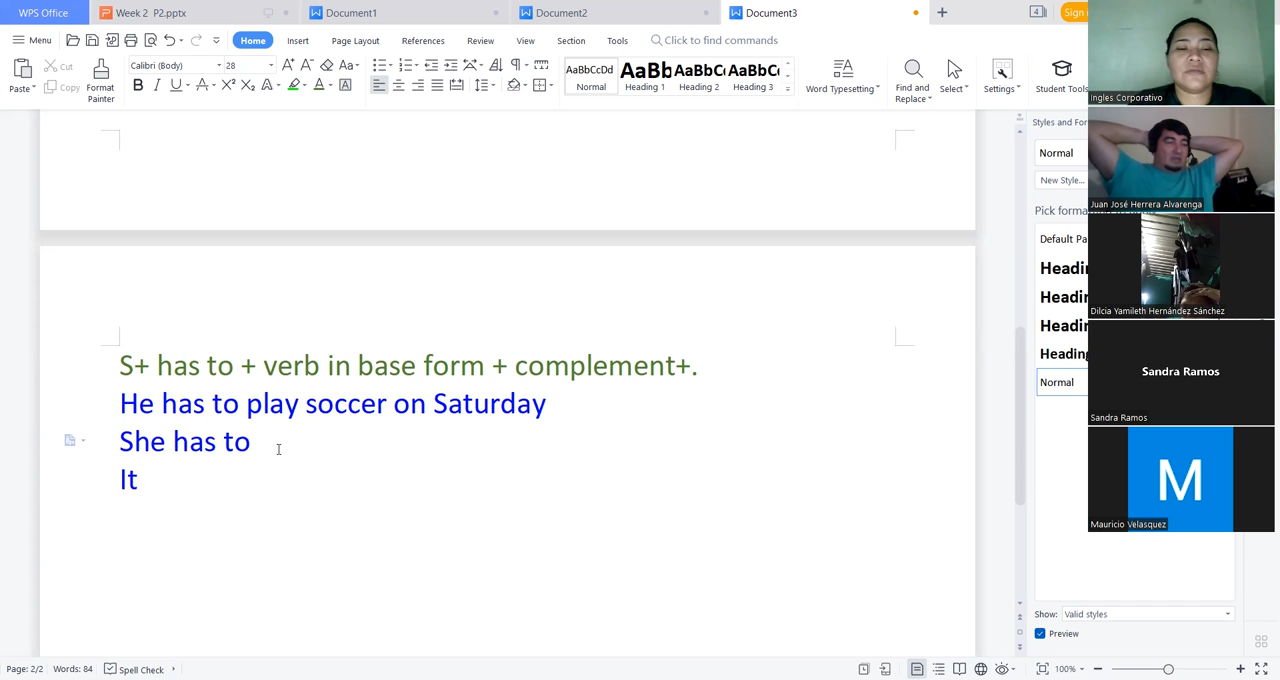 WPS Office Week 2 P2.pptx Document1 Document2 Document3 4 Sign
Menu Home Insert Page Layout References Review View Section Tools Click to find commands
Paste Cut Copy Format Painter Calibri (Body) 28 AaBbCcDd Normal AaBb Heading 1 AaBbC Heading 2 AaBbC Heading 3 Word Typesetting Find and Replace Select Settings Student Tools
Ingles Corporativo
Styles and For
Normal
New Style...
Juan José Herrera Alvarenga
Default Pa
Headi
Headi
Headi
Heading
Normal
Dilcia Yamileth Hernández Sánchez
Sandra Ramos
Sandra Ramos
M
Mauricio Velasquez
S+ has to + verb in base form + complement+.
He has to play soccer on Saturday
She has to
It
Show: Valid styles
Preview
Page: 2/2 Words: 84 Spell Check 100%